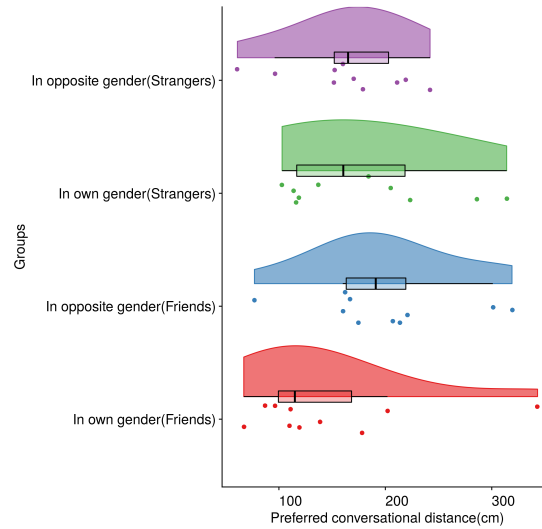 In opposite gender(Strangers)
In own gender(Strangers)
Groups
In opposite gender(Friends)
In own gender(Friends)
100 200 300
Preferred conversational distance(cm)